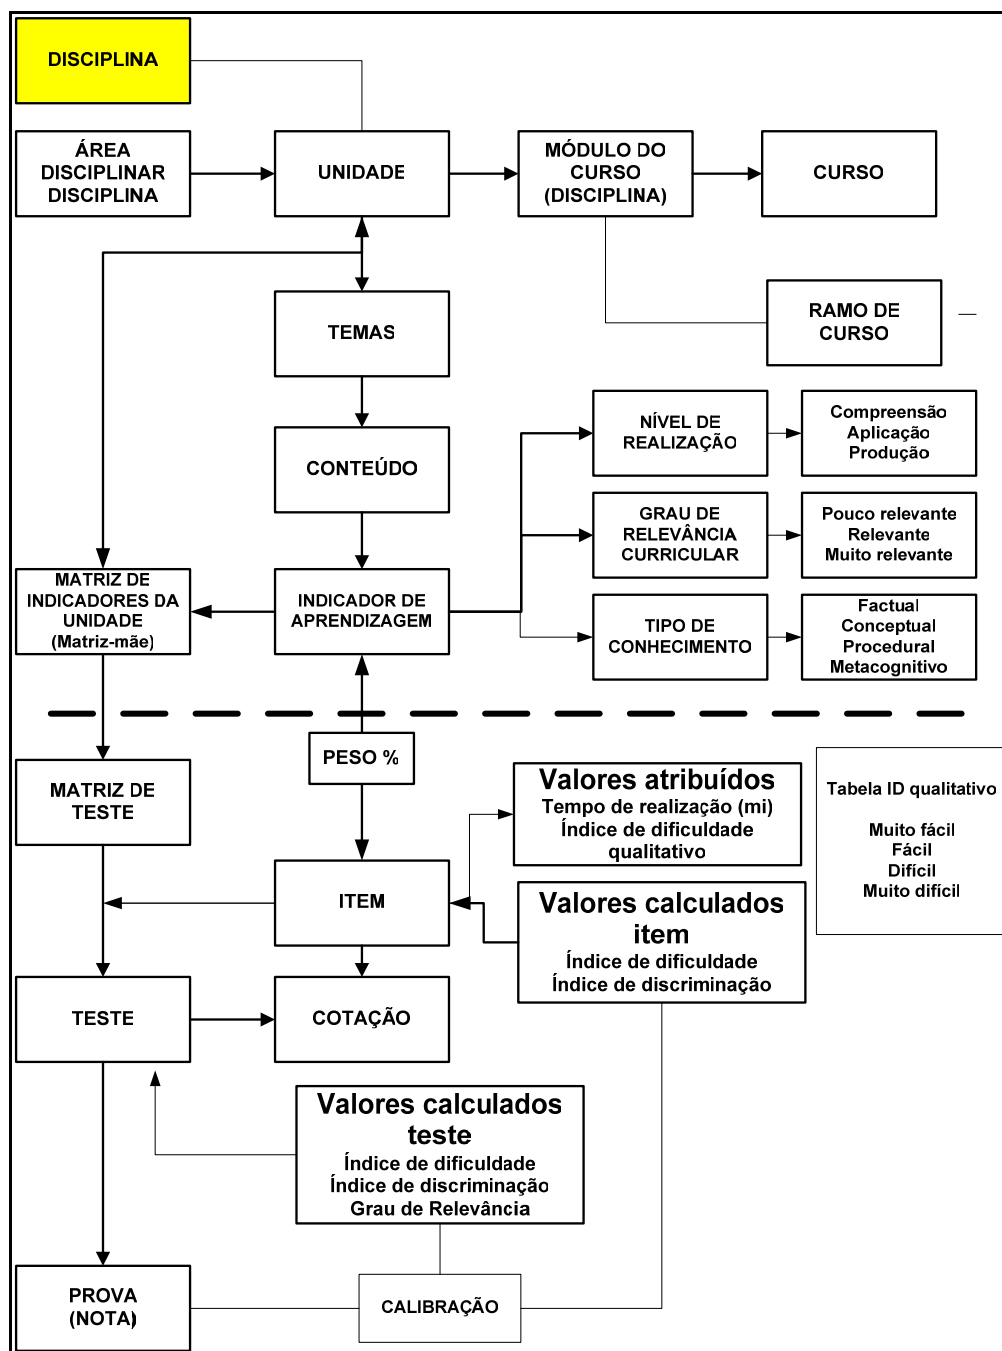 DISCIPLINA
ÁREA
DISCIPLINAR
DISCIPLINA
UNIDADE
MÓDULO DO
CURSO
(DISCIPLINA)
CURSO
RAMO DE
CURSO
TEMAS
CONTEÚDO
NÍVEL DE
REALIZAÇÃO
Compreensão
Aplicação
Produção
GRAU DE
RELEVÂNCIA
CURRICULAR
Pouco relevante
Relevante
Muito relevante
MATRIZ DE
INDICADORES DA
UNIDADE
(Matriz-mãe)
INDICADOR DE
APRENDIZAGEM
TIPO DE
CONHECIMENTO
Factual
Conceptual
Procedural
Metacognitivo
PESO %
MATRIZ DE
TESTE
Valores atribuídos
Tempo de realização (mi)
Índice de dificuldade
qualitativo
Tabela ID qualitativo
Muito fácil
Fácil
Difícil
Muito difícil
ITEM
Valores calculados
item
Índice de dificuldade
Índice de discriminação
TESTE
COTAÇÃO
Valores calculados
teste
Índice de dificuldade
Índice de discriminação
Grau de Relevância
PROVA
(NOTA)
CALIBRAÇÃO